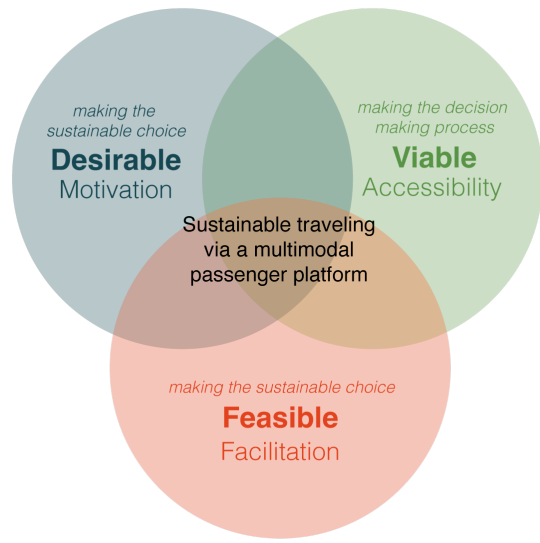 making the
sustainable choice
Desirable
Motivation
making the decision
making process
Viable
Accessibility
Sustainable traveling
via a multimodal
passenger platform
making the sustainable choice
Feasible
Facilitation